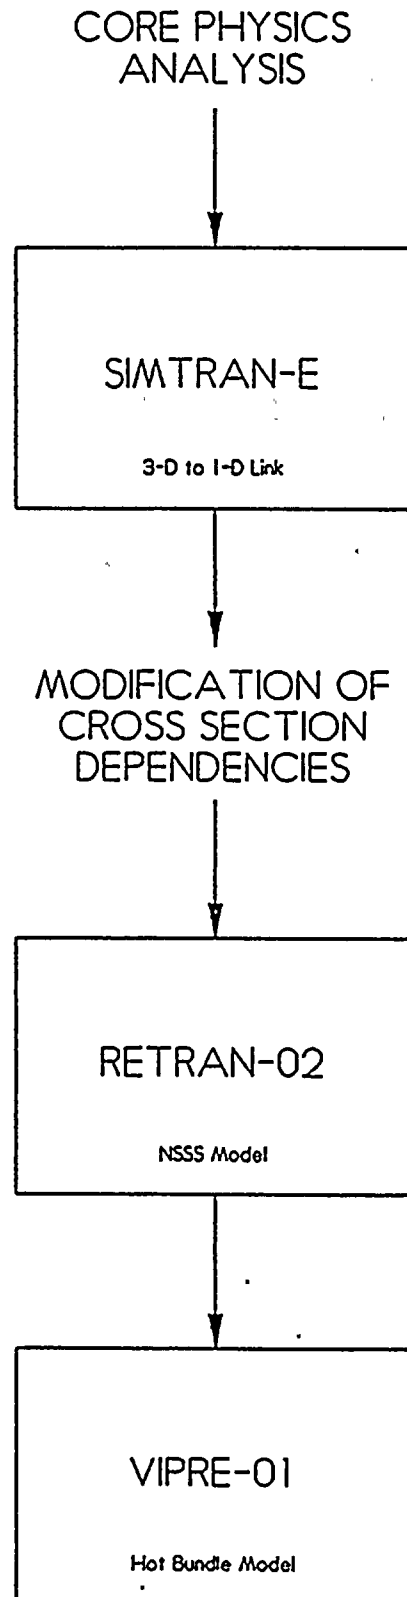 CORE PHYSICS
ANALYSIS
SIMTRAN-E
3-D to 1-D Link
MODIFICATION OF
CROSS SECTION
DEPENDENCIES
RETRAN-02
NSSS Model
VIPRE-01
Hot Bundle Model